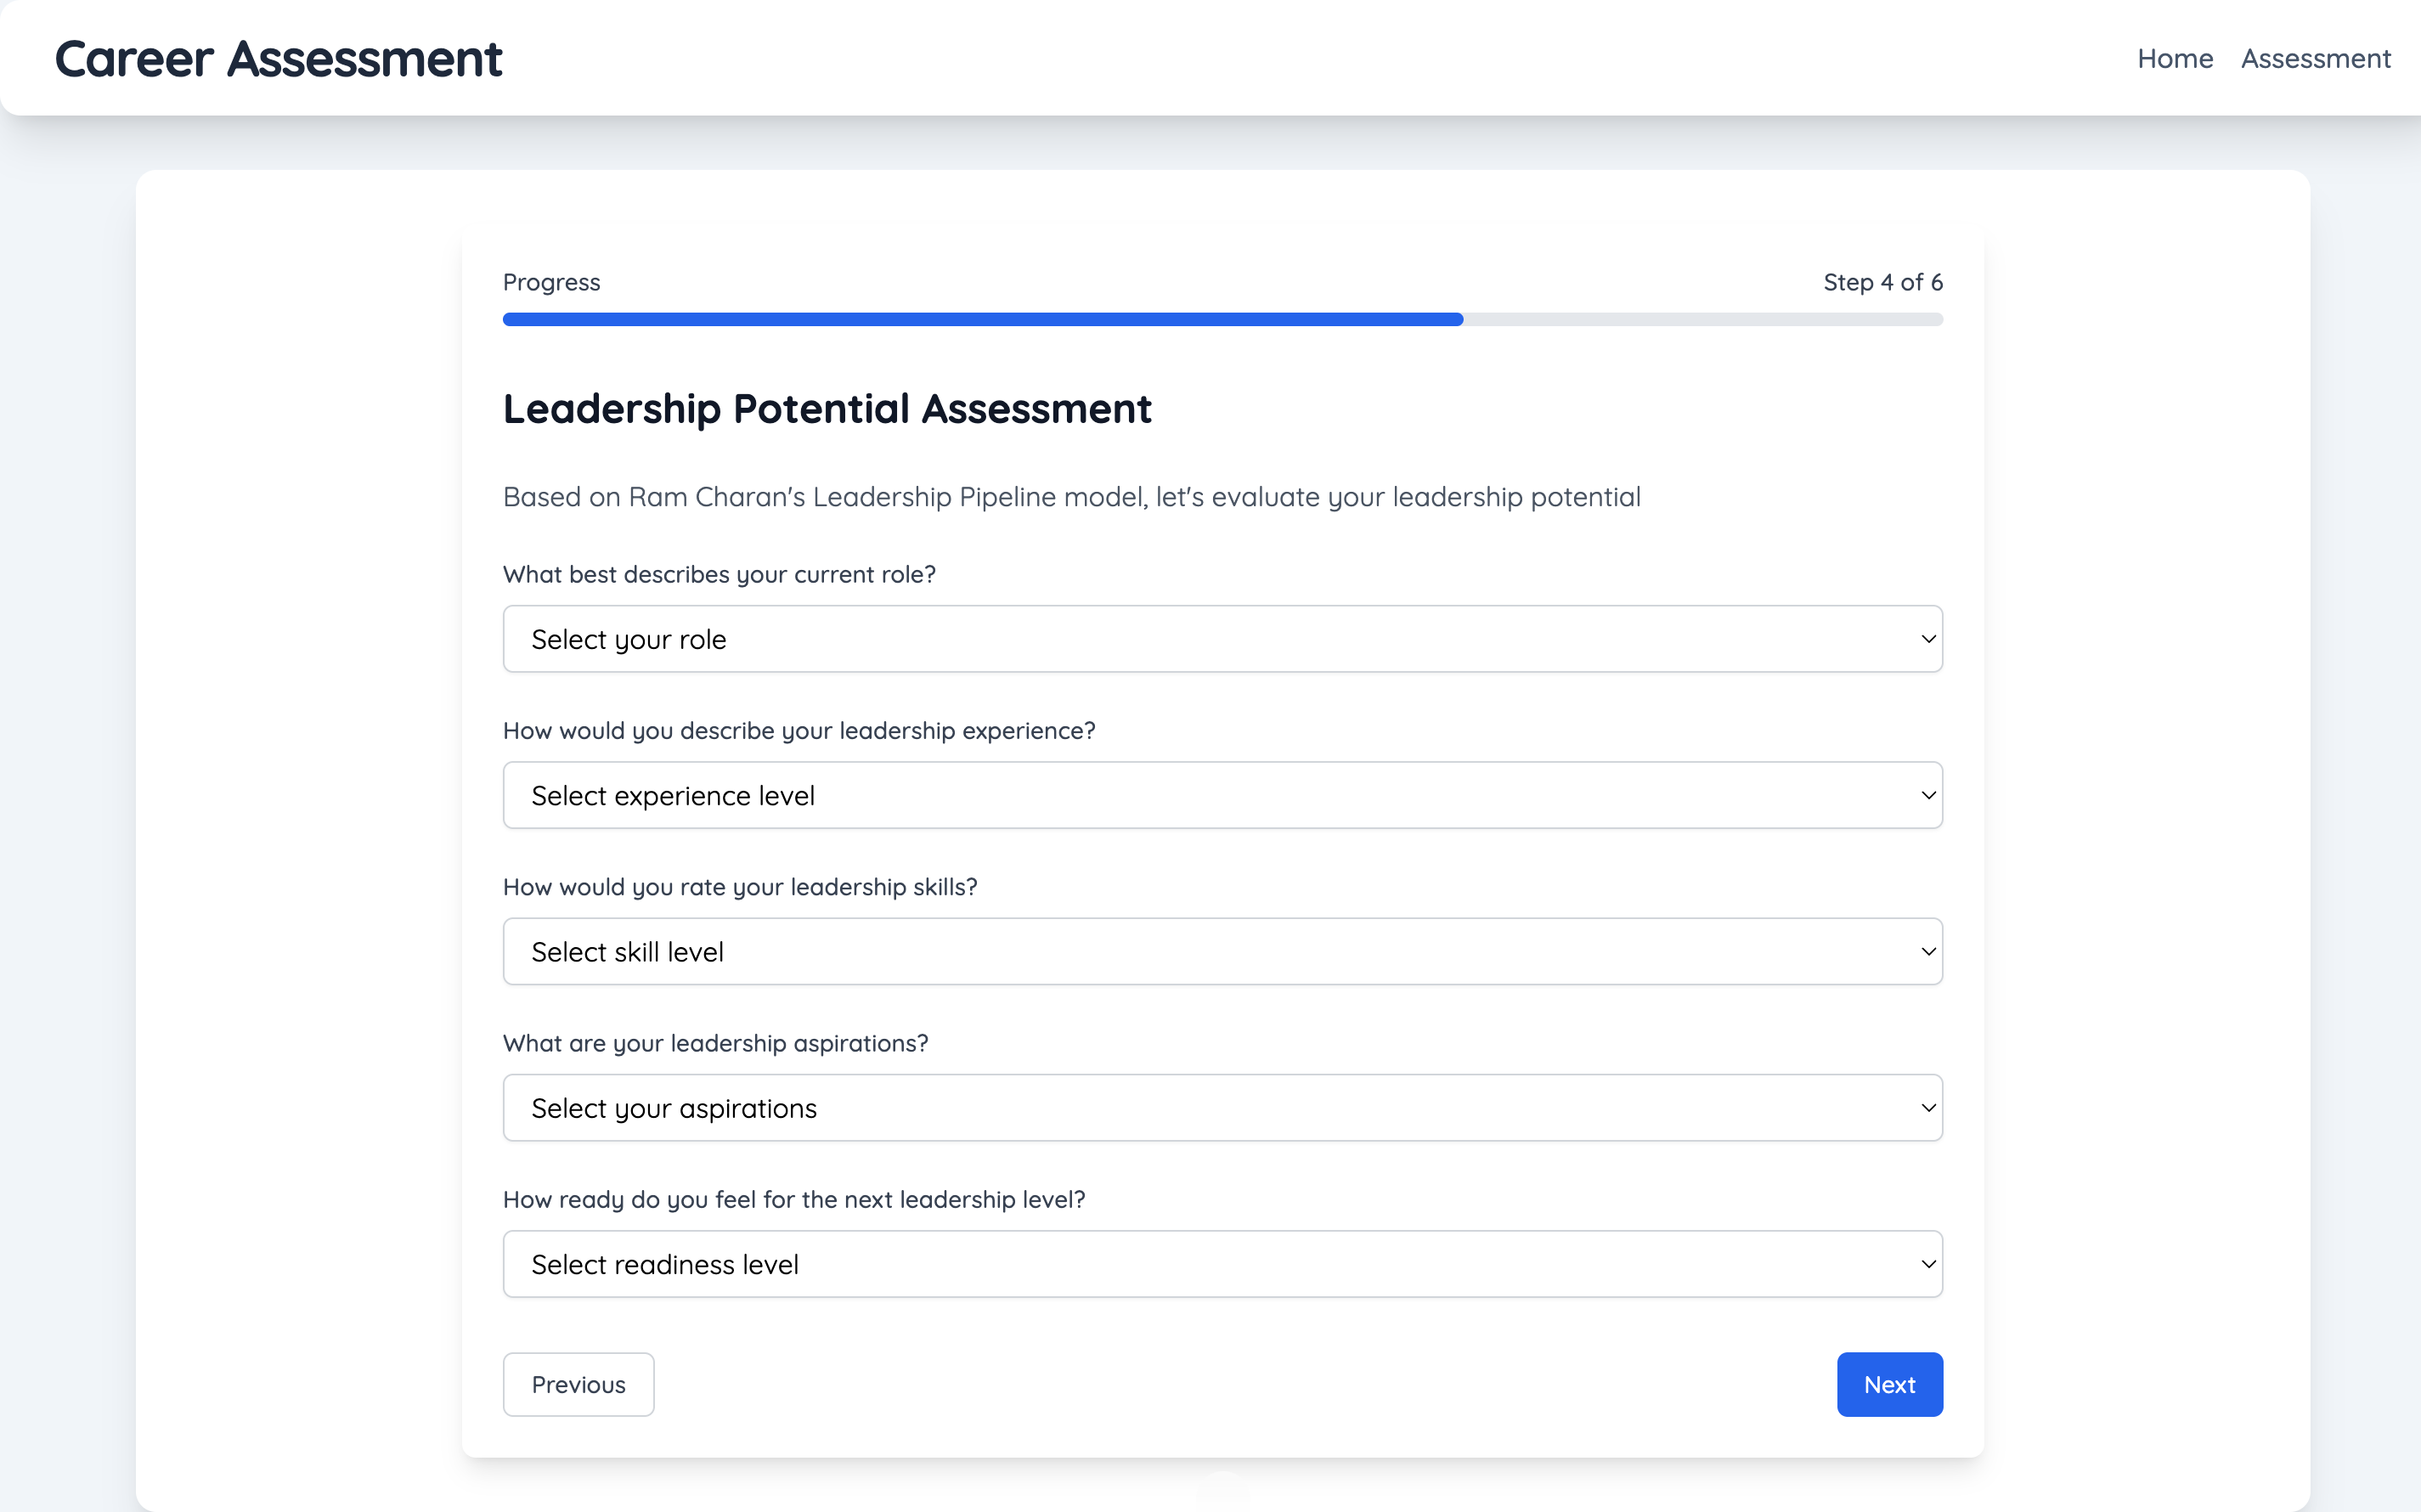 Career Assessment
Home Assessment
Progress
Step 4 of 6
Leadership Potential Assessment
Based on Ram Charan's Leadership Pipeline model, let's evaluate your leadership potential
What best describes your current role?
Select your role
How would you describe your leadership experience?
Select experience level
How would you rate your leadership skills?
Select skill level
What are your leadership aspirations?
Select your aspirations
How ready do you feel for the next leadership level?
Select readiness level
Previous
Next